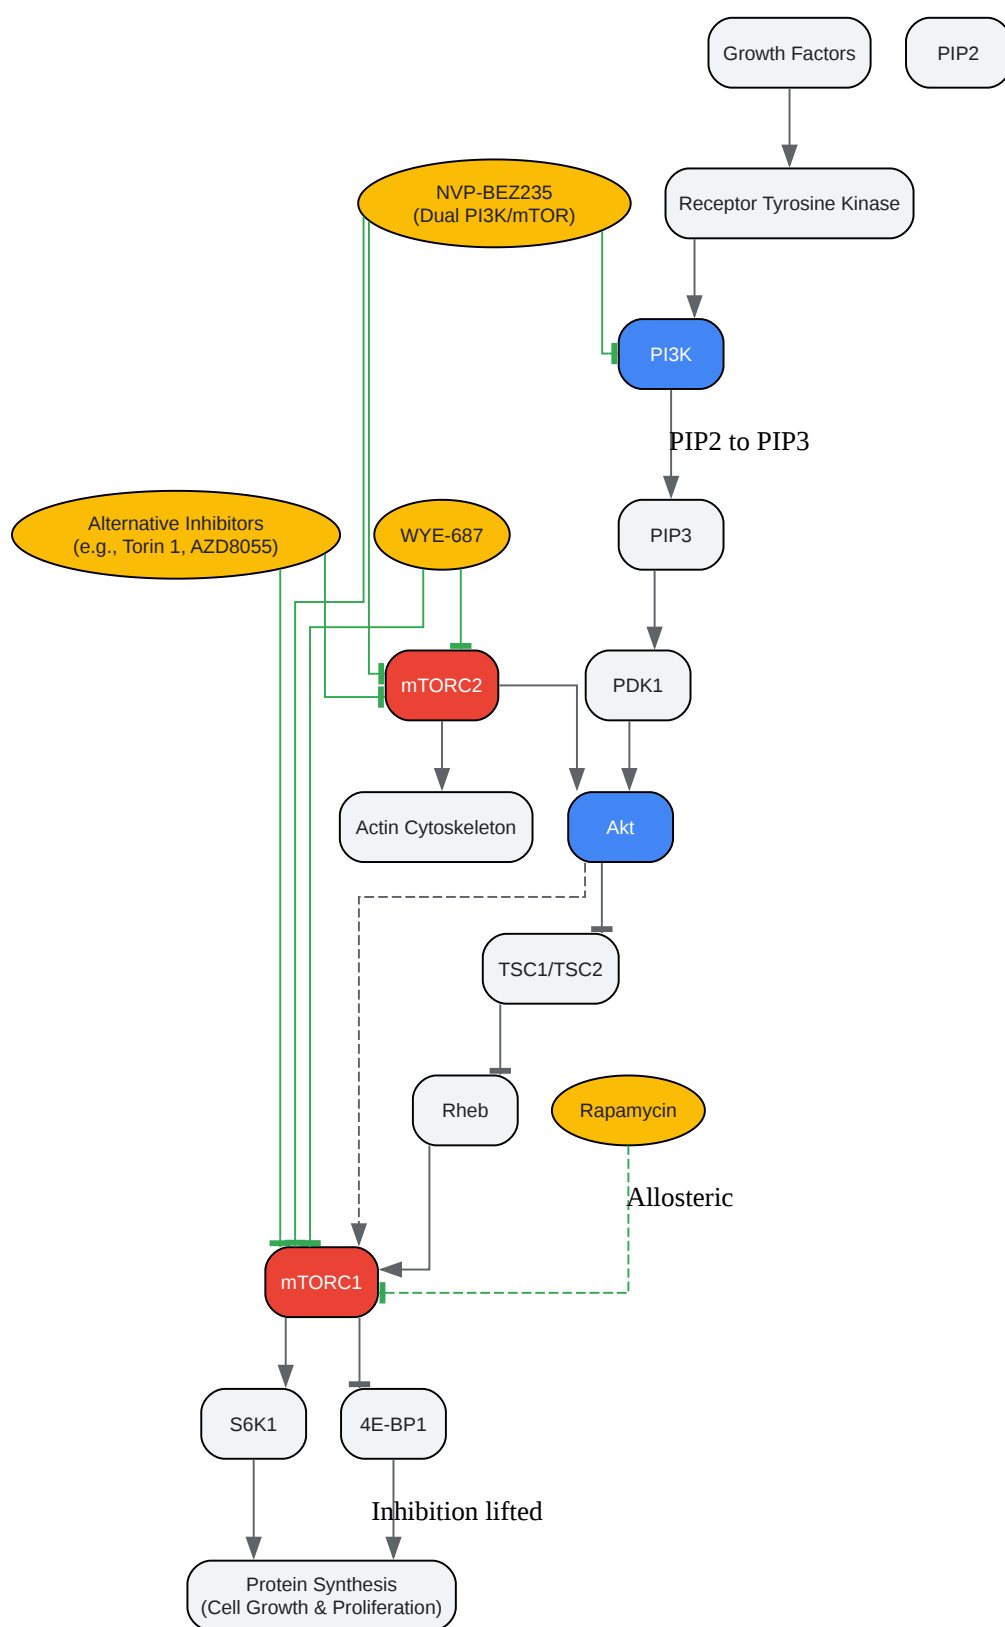 Growth Factors
PIP2
NVP-BEZ235
(Dual PI3K/mTOR)
Receptor Tyrosine Kinase
PI3K
PIP2 to PIP3
Alternative Inhibitors
(e.g., Torin 1, AZD8055)
WYE-687
PIP3
mTORC2
PDK1
Actin Cytoskeleton
Akt
TSC1/TSC2
Rheb
Rapamycin
Allosteric
mTORC1
S6K1
4E-BP1
Inhibition lifted
Protein Synthesis
(Cell Growth & Proliferation)